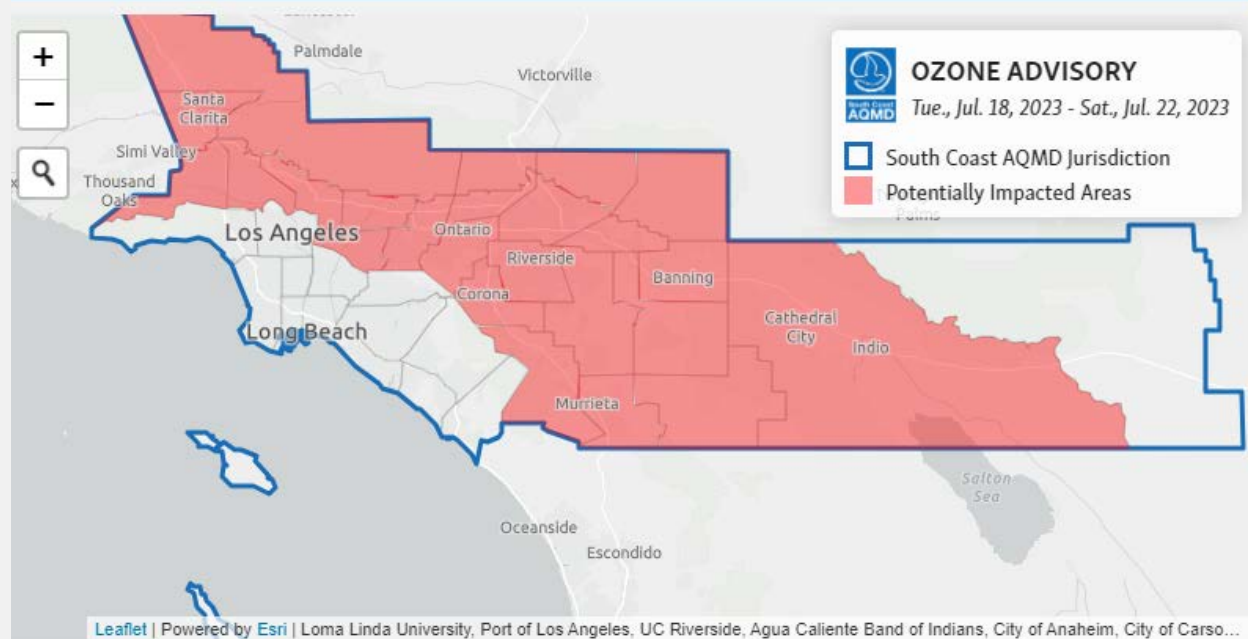 Palmdale
Victorville
Santa
Clarita
Simi Valley
Thousand
Oaks
Los Angeles
Ontario
Riverside
Banning
Corona
Long Beach
Cathedral
City
Indio
Murrieta
Salton
Sea
Oceanside
Escondido
+
−
South Coast
AQMD
OZONE ADVISORY
Tue., Jul. 18, 2023 - Sat., Jul. 22, 2023
South Coast AQMD Jurisdiction
Potentially Impacted Areas
Palms
Leaflet | Powered by Esri | Loma Linda University, Port of Los Angeles, UC Riverside, Agua Caliente Band of Indians, City of Anaheim, City of Carso...